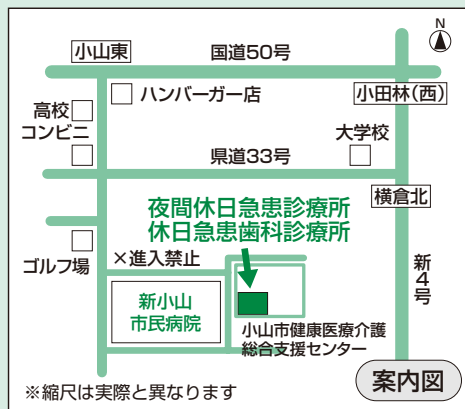 N
小山東
国道50号
ハンバーガー店
小田林(西)
高校
コンビニ
大学校
県道33号
横倉北
夜間休日急患診療所
休日急患歯科診療所
ゴルフ場
×進入禁止
新4号
新小山
市民病院
小山市健康医療介護
総合支援センター
案内図
※縮尺は実際と異なります